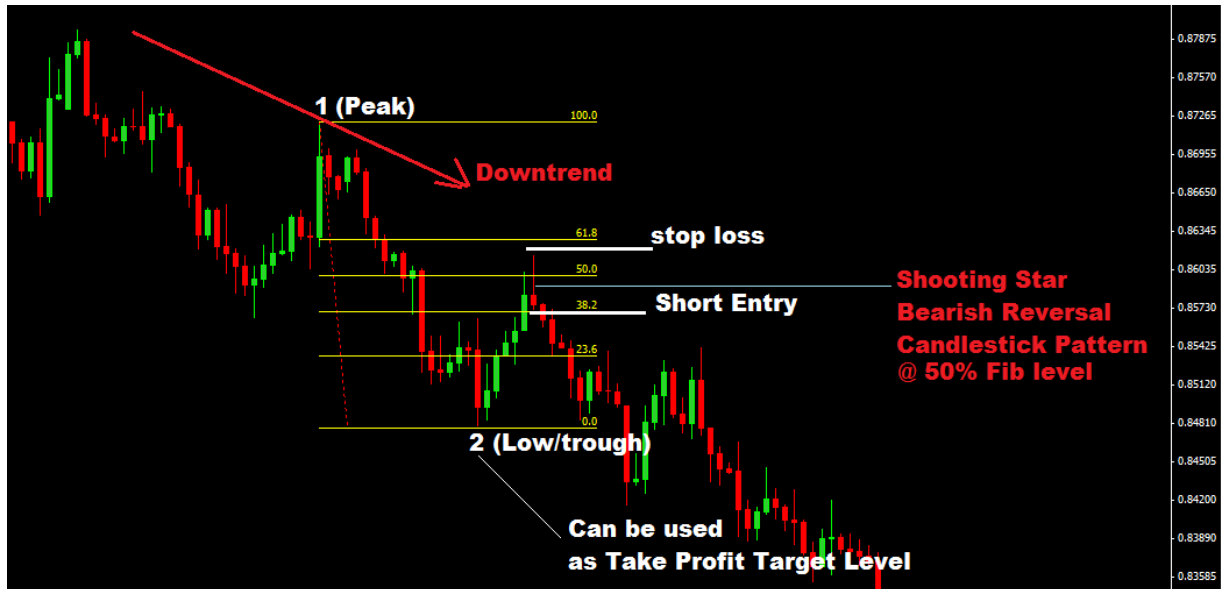 1 (Peak)
100.0
Downtrend
61.8
stop loss
50.0
Shooting Star
Bearish Reversal
Candlestick Pattern
@ 50% Fib level
Short Entry
38.2
23.6
0.0
2 (Low/trough)
Can be used
as Take Profit Target Level
0.87875
0.87570
0.87265
0.86955
0.86650
0.86345
0.86035
0.85730
0.85425
0.85120
0.84810
0.84505
0.84200
0.83890
0.83585